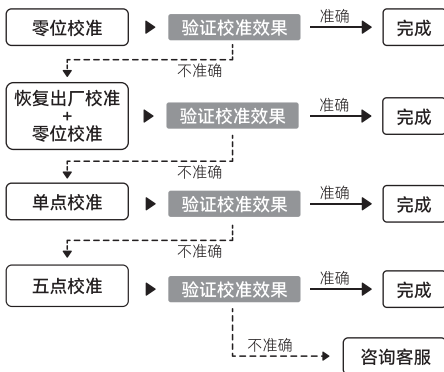 零位校准
验证校准效果
准确
完成
不准确
恢复出厂校准
+
零位校准
验证校准效果
准确
完成
不准确
单点校准
验证校准效果
准确
完成
不准确
五点校准
验证校准效果
准确
完成
不准确
咨询客服